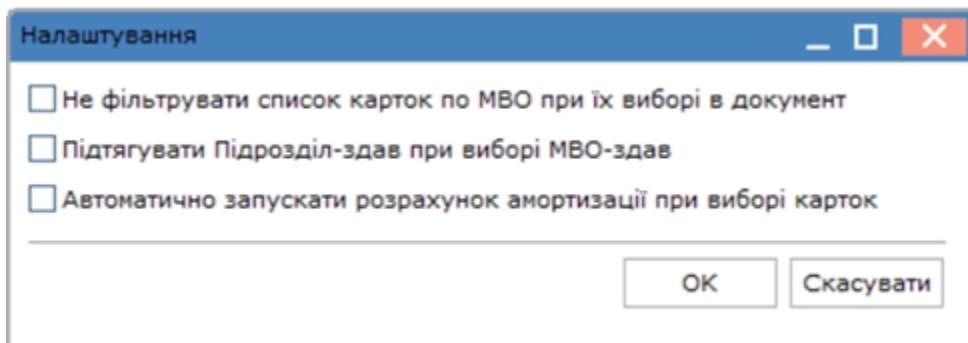 Налаштування
Не фільтрувати список карток по МВО при їх виборі в документ
Підтягувати Підрозділ-здав при виборі МВО-здав
Автоматично запускати розрахунок амортизації при виборі карток
ОК
Скасувати